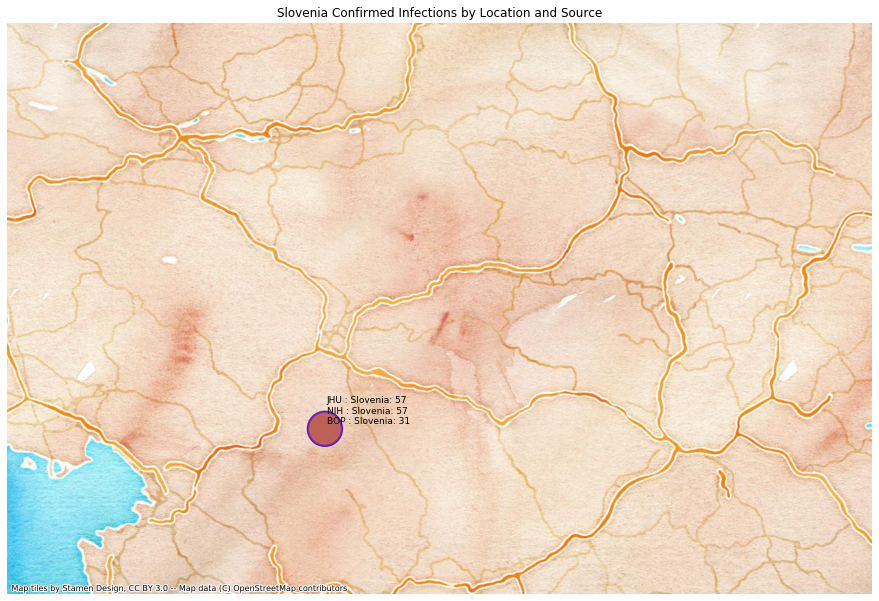 Slovenia Confirmed Infections by Location and Source
JHU : Slovenia: 57
NIH : Slovenia: 57
BOP : Slovenia: 31
Map tiles by Stamen Design, CC BY 3.0 -- Map data (C) OpenStreetMap contributors